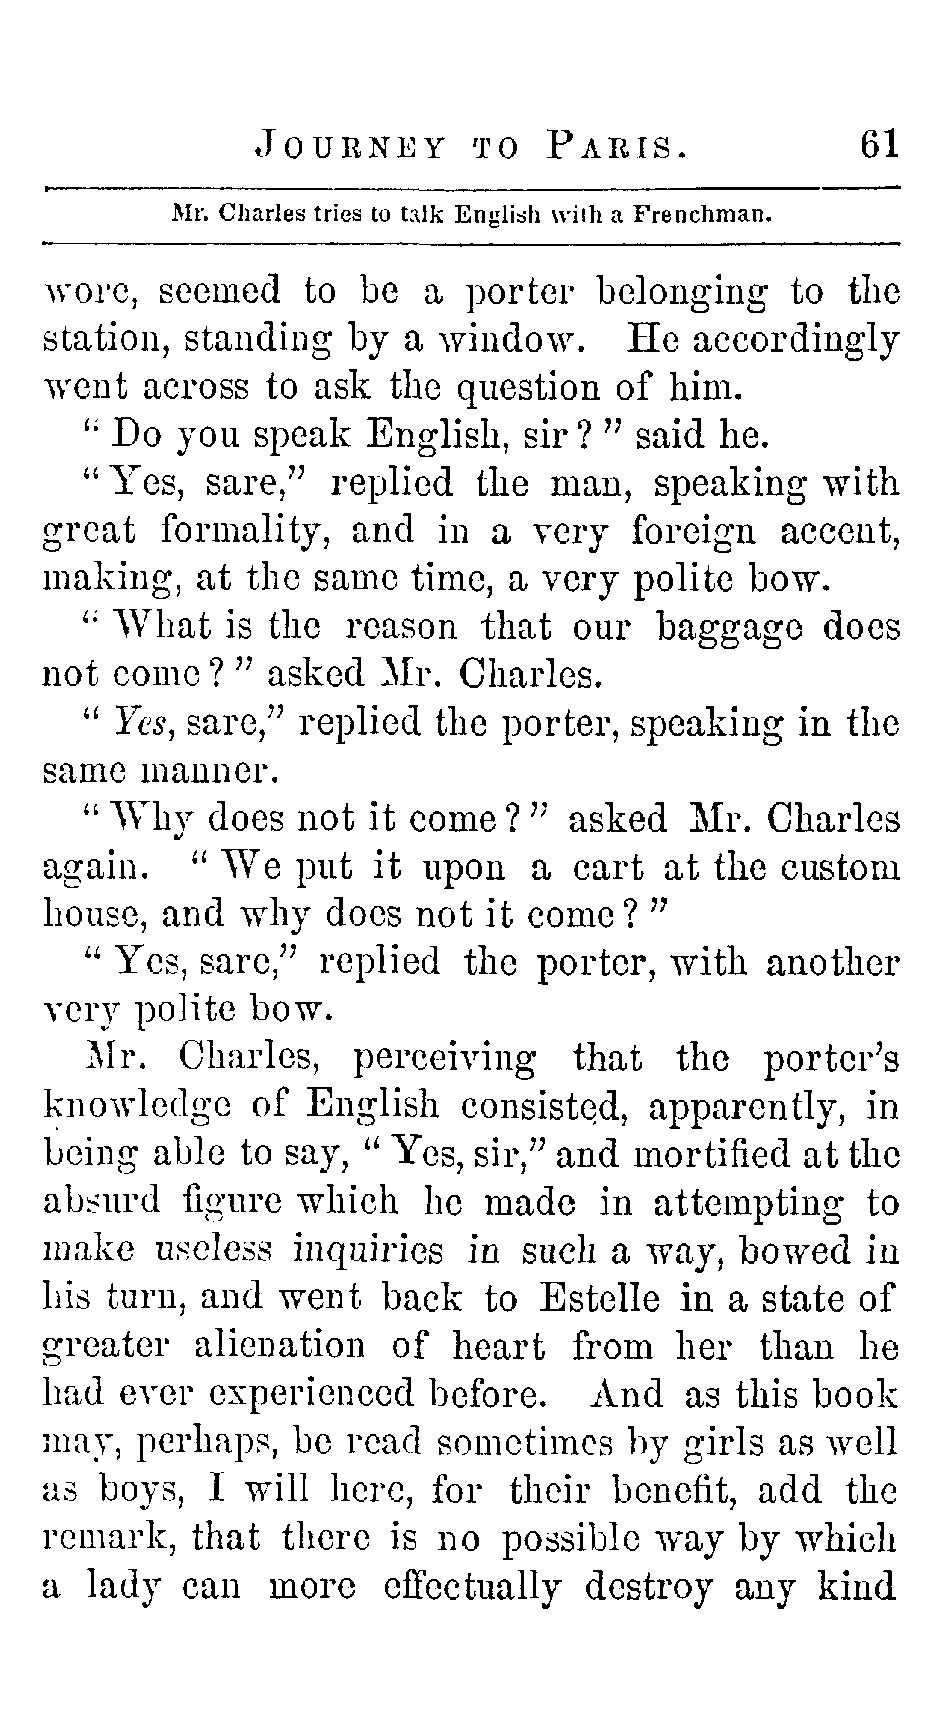 JOURNEY TO PARIS. 61
Mr. Charles tries to talk English with a Frenchman.
wore, seemed to be a porter belonging to the
station, standing by a window. He accordingly
went across to ask the question of him.
“ Do you speak English, sir ? ” said he.
“ Yes, sare,” replied the man, speaking with
great formality, and in a very foreign accent,
making, at the same time, a very polite bow.
“ What is the reason that our baggage does
not come ? ” asked Mr. Charles.
“ Yes, sare,” replied the porter, speaking in the
same manner.
“ Why does not it come ? ” asked Mr. Charles
again. “ We put it upon a cart at the custom
house, and why does not it come ? ”
“ Yes, sare,” replied the porter, with another
very polite bow.
Mr. Charles, perceiving that the porter’s
knowledge of English consisted, apparently, in
being able to say, “ Yes, sir,” and mortified at the
absurd figure which he made in attempting to
make useless inquiries in such a way, bowed in
his turn, and went back to Estelle in a state of
greater alienation of heart from her than he
had ever experienced before. And as this book
may, perhaps, be read sometimes by girls as well
as boys, I will here, for their benefit, add the
remark, that there is no possible way by which
a lady can more effectually destroy any kind